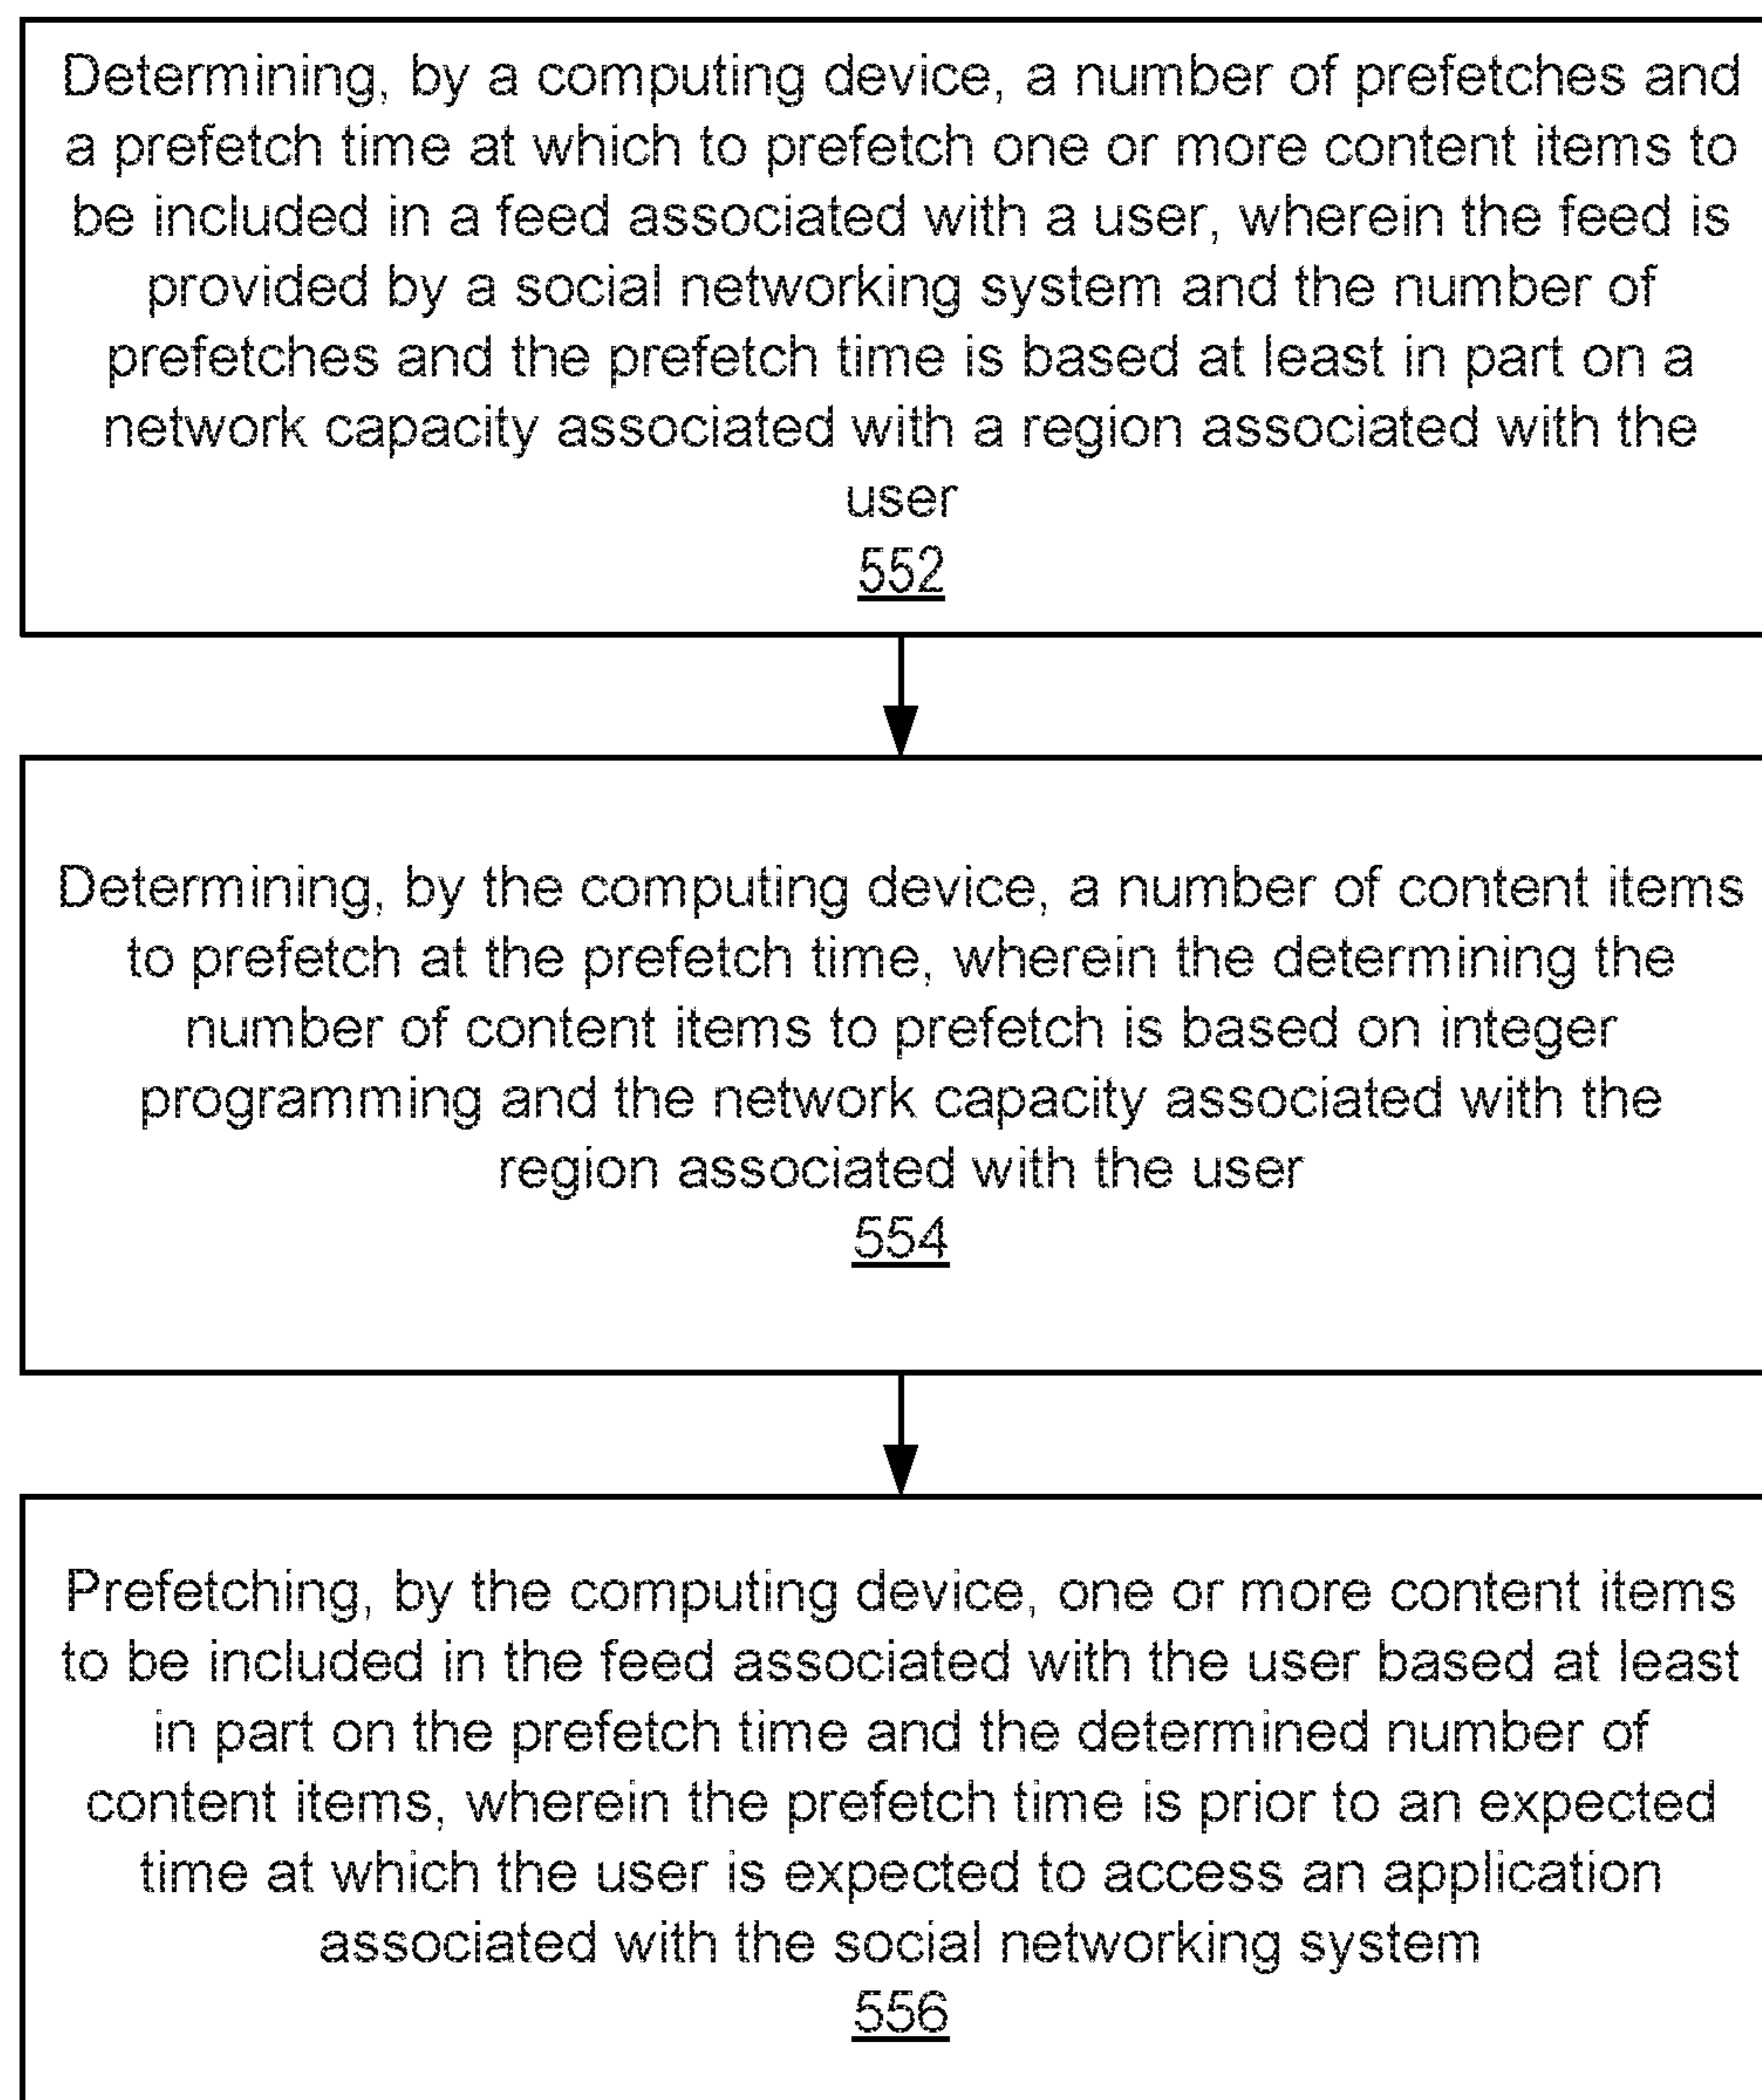 Determining, by a computing device, a number of prefetches and
a prefetch time at which to prefetch one or more content items to
be included in a feed associated with a user, wherein the feed is
provided by a social networking system and the number of
prefetches and the prefetch time is based at least in part on a
network capacity associated with a region associated with the
user
552
Determining, by the computing device, a number of content items
to prefetch at the prefetch time, wherein the determining the
number of content items to prefetch is based on integer
programming and the network capacity associated with the
region associated with the user
554
Prefetching, by the computing device, one or more content items
to be included in the feed associated with the user based at least
in part on the prefetch time and the determined number of
content items, wherein the prefetch time is prior to an expected
time at which the user is expected to access an application
associated with the social networking system
556